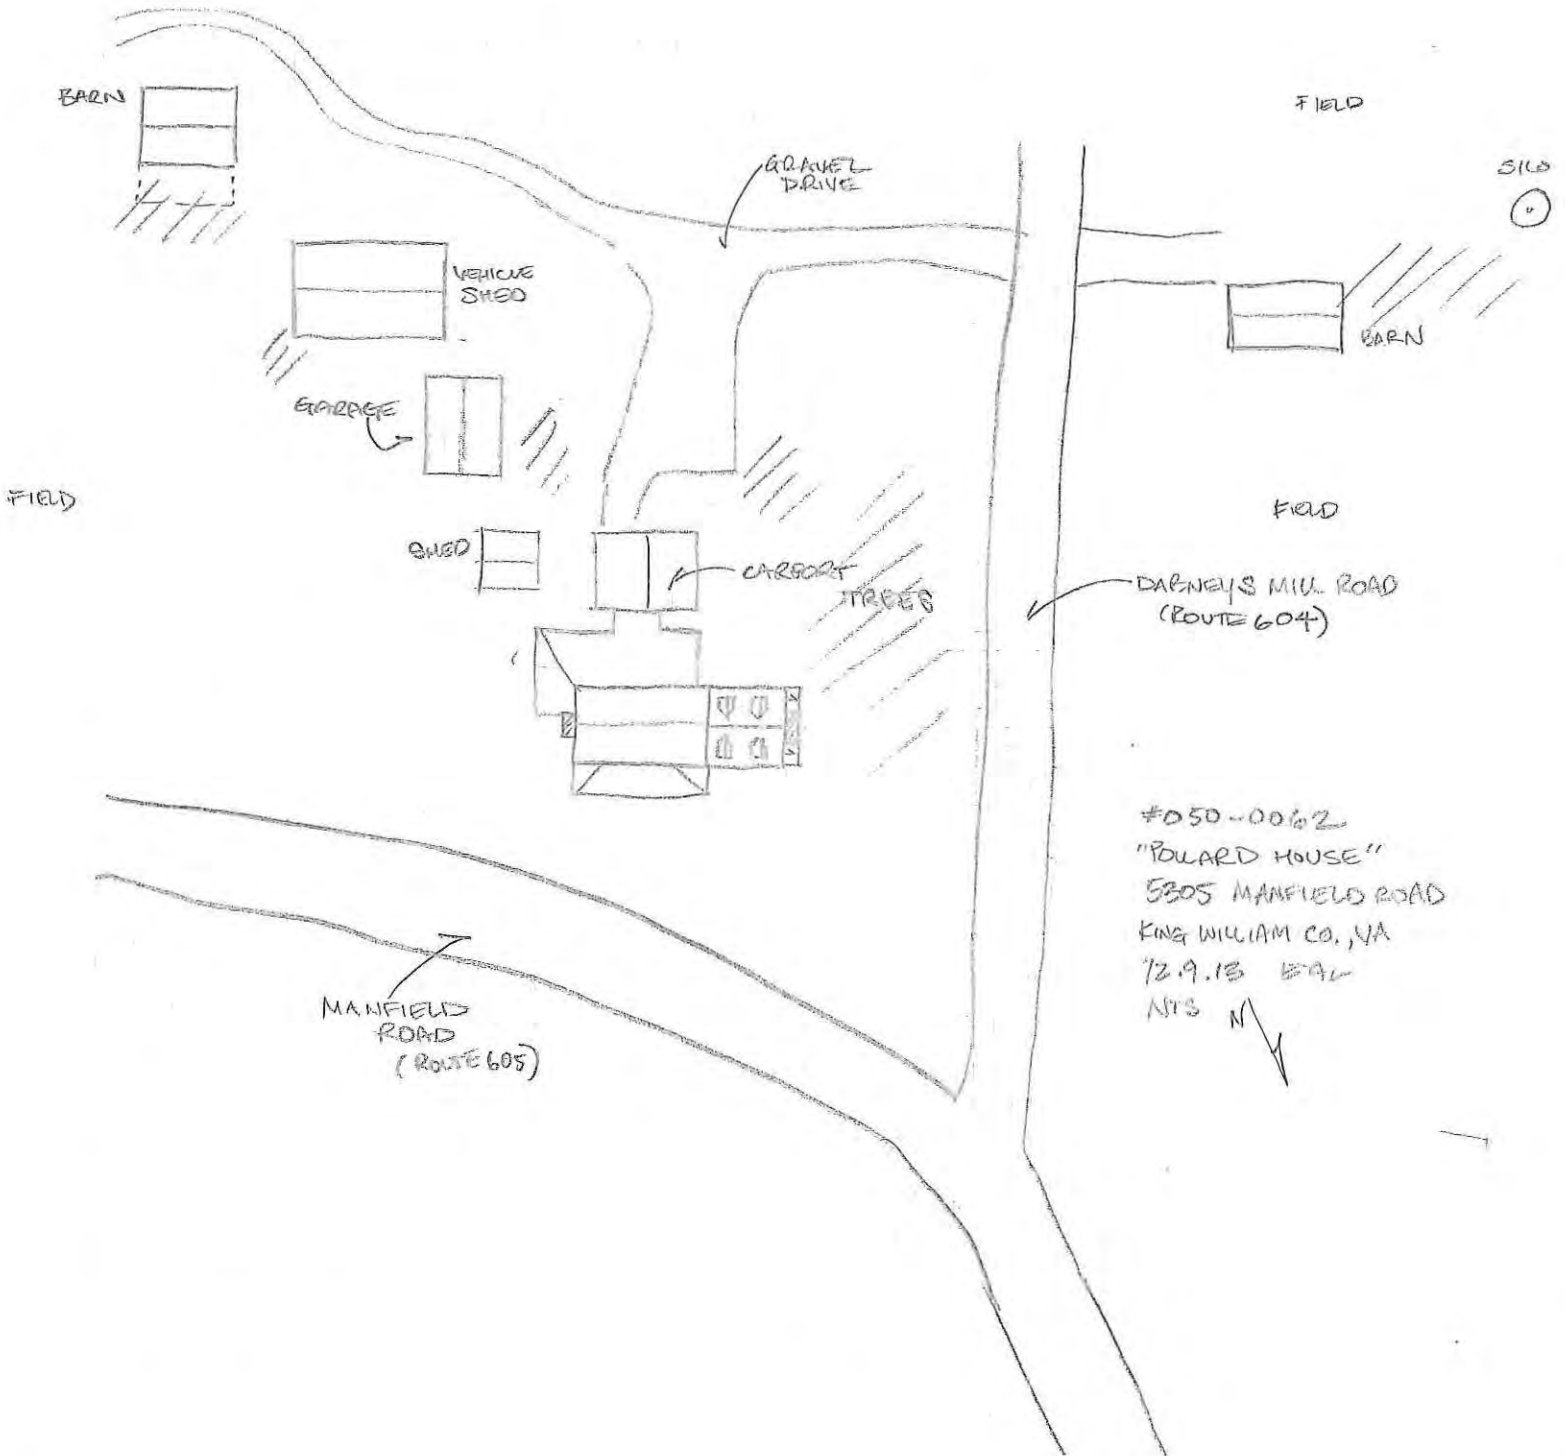 BARN
FIELD
SILO
GRAVEL
DRIVE
VEHICLE
SHED
BARN
GARAGE
FIELD
FIELD
SHED
CARPORT
TREES
DABNEYS MILL ROAD
(ROUTE 604)
#050-0062
"POLLARD HOUSE"
5305 MANFIELD ROAD
KING WILLIAM CO., VA
12.9.13
NTS N
MANFIELD
ROAD
(ROUTE 605)